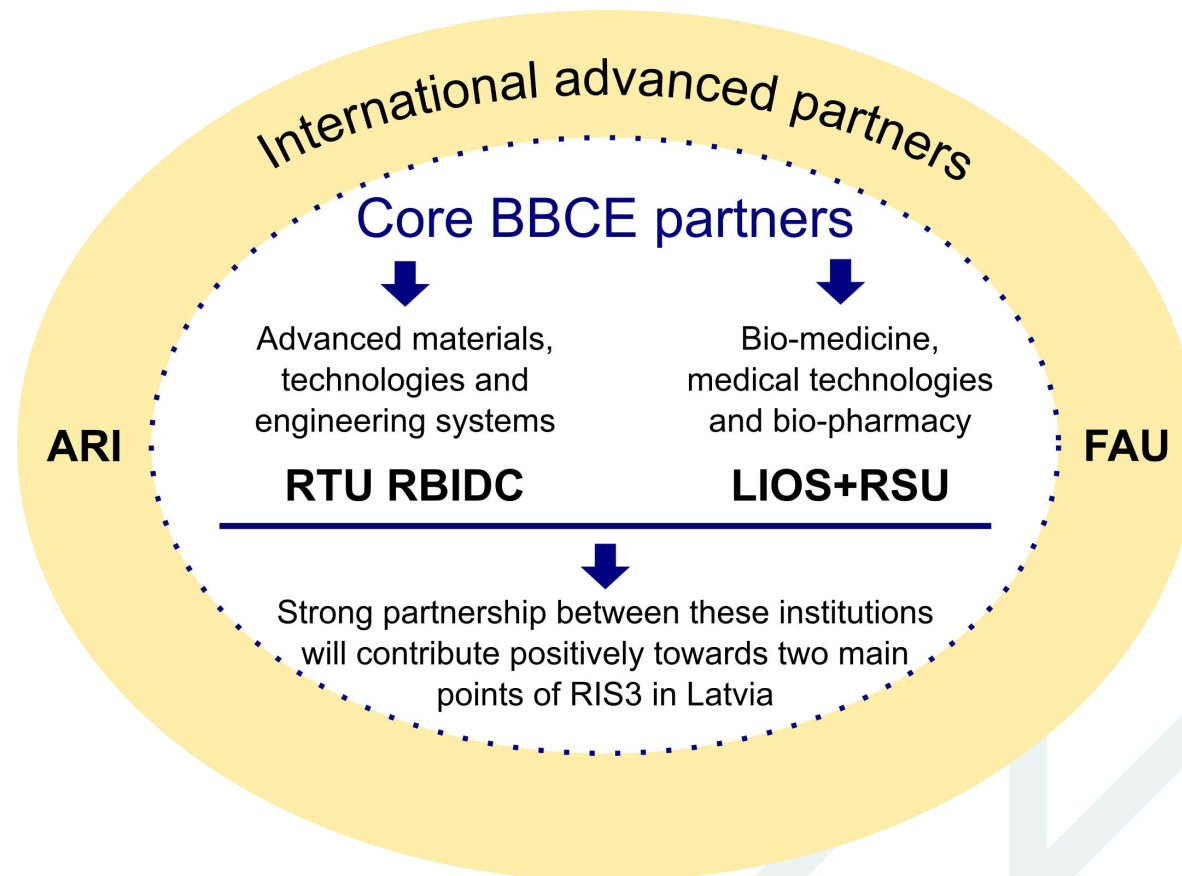 International advanced partners
Core BBCE partners
Advanced materials,
technologies and
engineering systems
RTU RBIDC
Bio-medicine,
medical technologies
and bio-pharmacy
LIOS+RSU
ARI
FAU
Strong partnership between these institutions
will contribute positively towards two main
points of RIS3 in Latvia